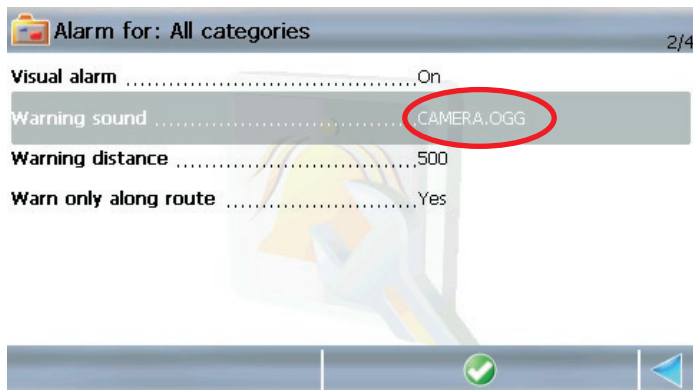 Alarm for: All categories
2/4
Visual alarm ........................................... On
Warning sound ...................................... CAMERA.OGG
Warning distance ................................... 500
Warn only along route ............................ Yes